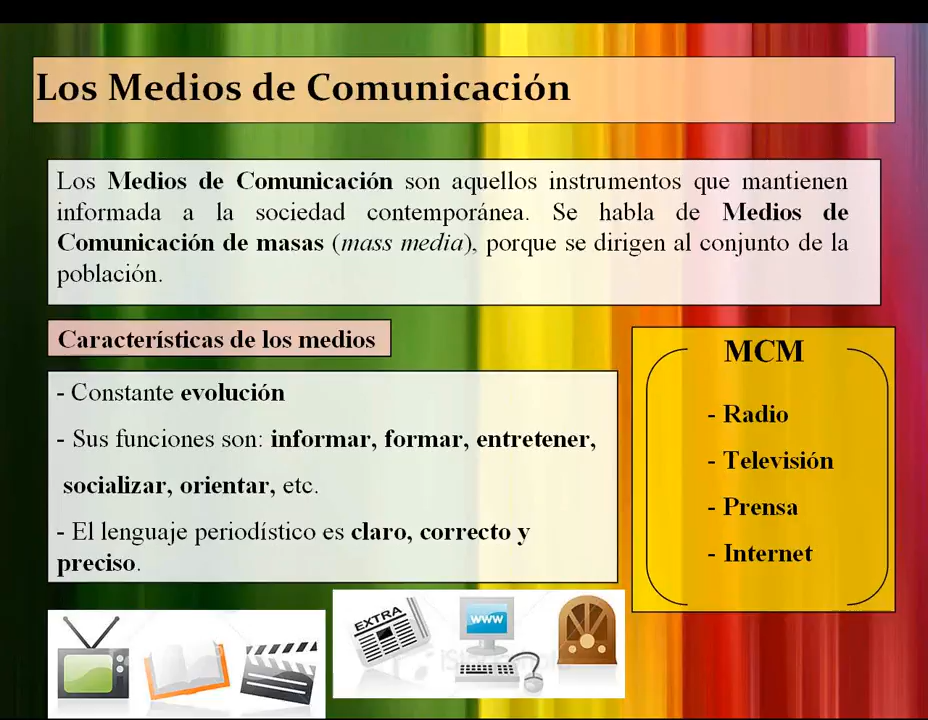 Los Medios de Comunicación
Los Medios de Comunicación son aquellos instrumentos que mantienen
informada a la sociedad contemporánea. Se habla de Medios de
Comunicación de masas (mass media), porque se dirigen al conjunto de la
población.
Características de los medios
- Constante evolución
- Sus funciones son: informar, formar, entretener,
socializar, orientar, etc.
- El lenguaje periodístico es claro, correcto y
preciso.
MCM
- Radio
- Televisión
- Prensa
- Internet
EXTRA
WWW